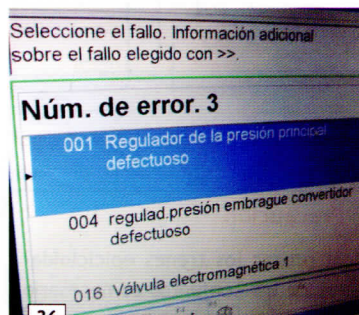 Seleccione el fallo. Información adicional
sobre el fallo elegido con >>.
Núm. de error. 3
001 Regulador de la presión principal
defectuoso
004 regulad.presión embrague convertidor
defectuoso
016 Válvula electromagnética 1